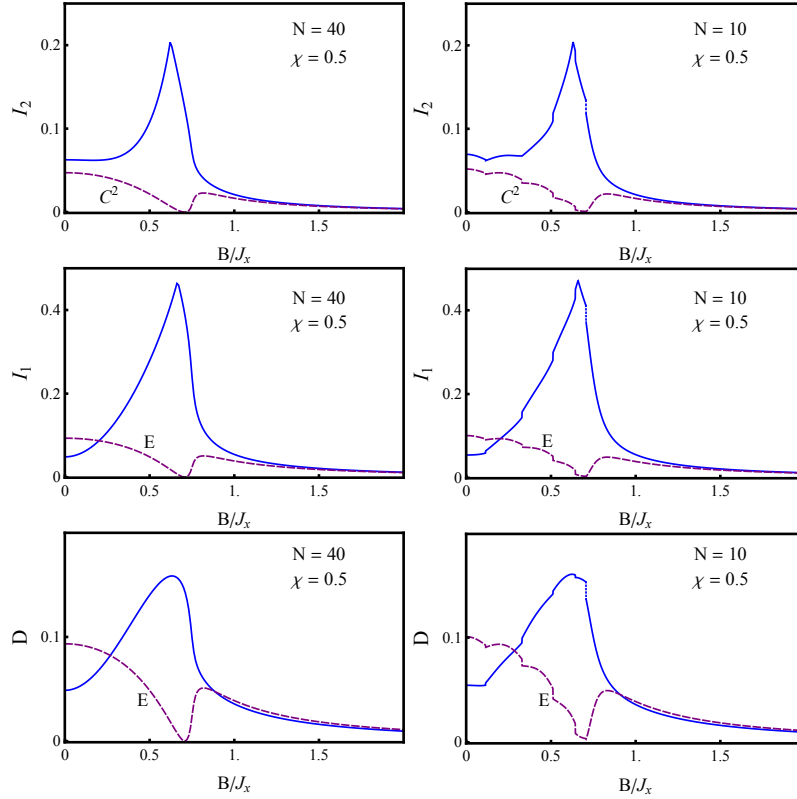 N = 40
χ = 0.5
I₂
0.2
0.1
0
C²
0
0.5
1.
1.5
B/Jₓ
N = 10
χ = 0.5
I₂
0.2
0.1
0
C²
0
0.5
1.
1.5
B/Jₓ
N = 40
χ = 0.5
I₁
0.4
0.2
0
E
0
0.5
1.
1.5
B/Jₓ
N = 10
χ = 0.5
I₁
0.4
0.2
0
E
0
0.5
1.
1.5
B/Jₓ
N = 40
χ = 0.5
D
0.1
0
E
0
0.5
1.
1.5
B/Jₓ
N = 10
χ = 0.5
D
0.1
0
E
0
0.5
1.
1.5
B/Jₓ